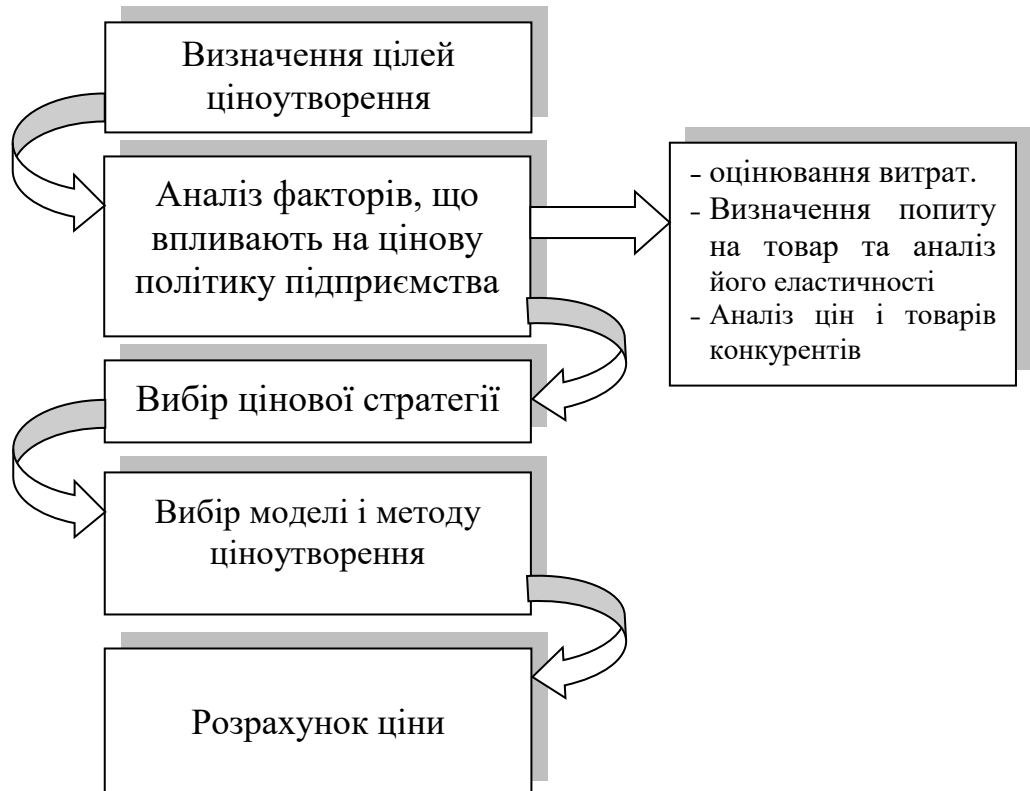 Визначення цілей
ціноутворення
Аналіз факторів, що
впливають на цінову
політику підприємства
- оцінювання витрат.
- Визначення попиту
на товар та аналіз
його еластичності
- Аналіз цін і товарів
конкурентів
Вибір цінової стратегії
Вибір моделі і методу
ціноутворення
Розрахунок ціни